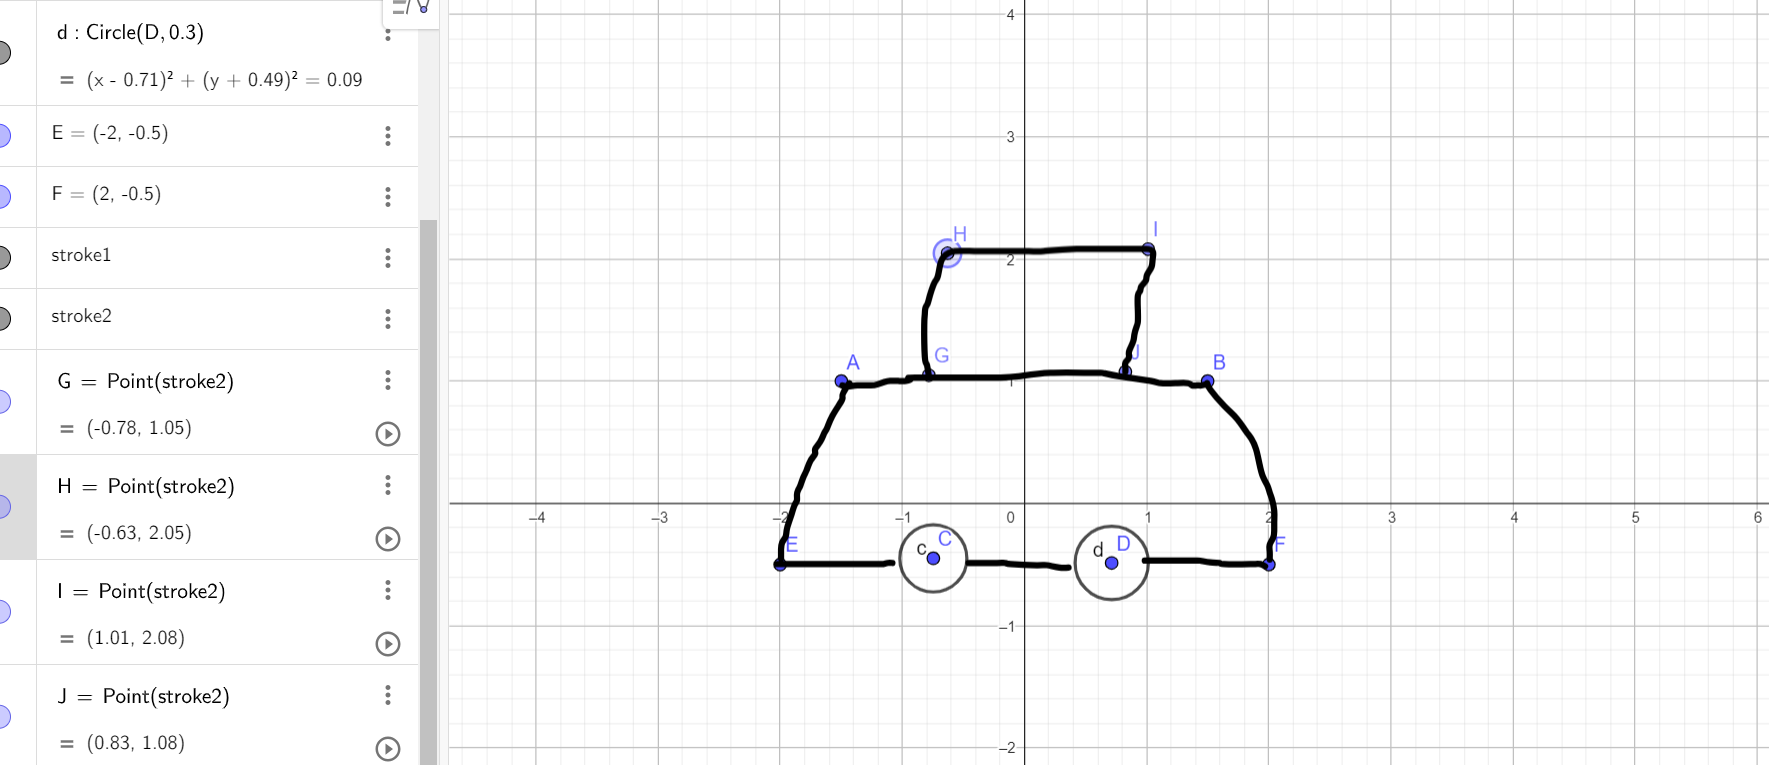 d : Circle(D, 0.3)
= (x - 0.71)² + (y + 0.49)² = 0.09
E = (-2, -0.5)
F = (2, -0.5)
stroke1
stroke2
G = Point(stroke2)
= (-0.78, 1.05)
H = Point(stroke2)
= (-0.63, 2.05)
I = Point(stroke2)
= (1.01, 2.08)
J = Point(stroke2)
= (0.83, 1.08)
4
3
H I
2
G J
A B
1
–4 –3 –2 –1 0 1 2 3 4 5 6
E c C d D F
–1
–2